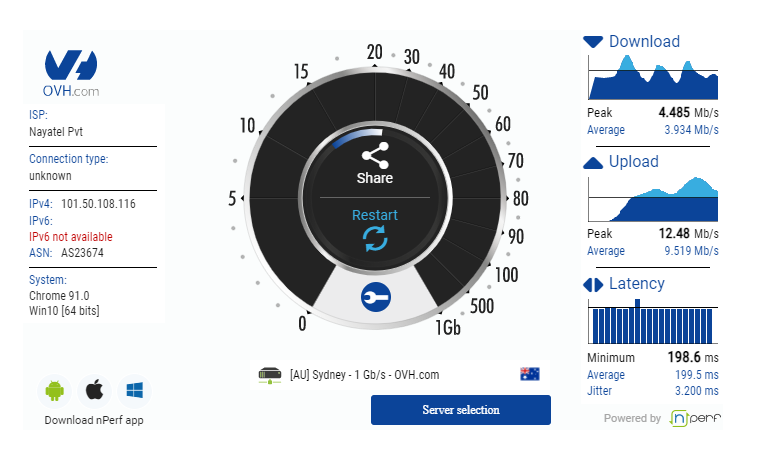 OVH.com
ISP:
Nayatel Pvt
Connection type:
unknown
IPv4: 101.50.108.116
IPv6:
IPv6 not available
ASN: AS23674
System:
Chrome 91.0
Win10 [64 bits]
Download nPerf app
0
5
10
15
20
30
40
50
60
70
80
90
100
500
1Gb
Share
Restart
[AU] Sydney - 1 Gb/s - OVH.com
Server selection
Download
Peak 4.485 Mb/s
Average 3.934 Mb/s
Upload
Peak 12.48 Mb/s
Average 9.519 Mb/s
Latency
Minimum 198.6 ms
Average 199.5 ms
Jitter 3.200 ms
Powered by nperf